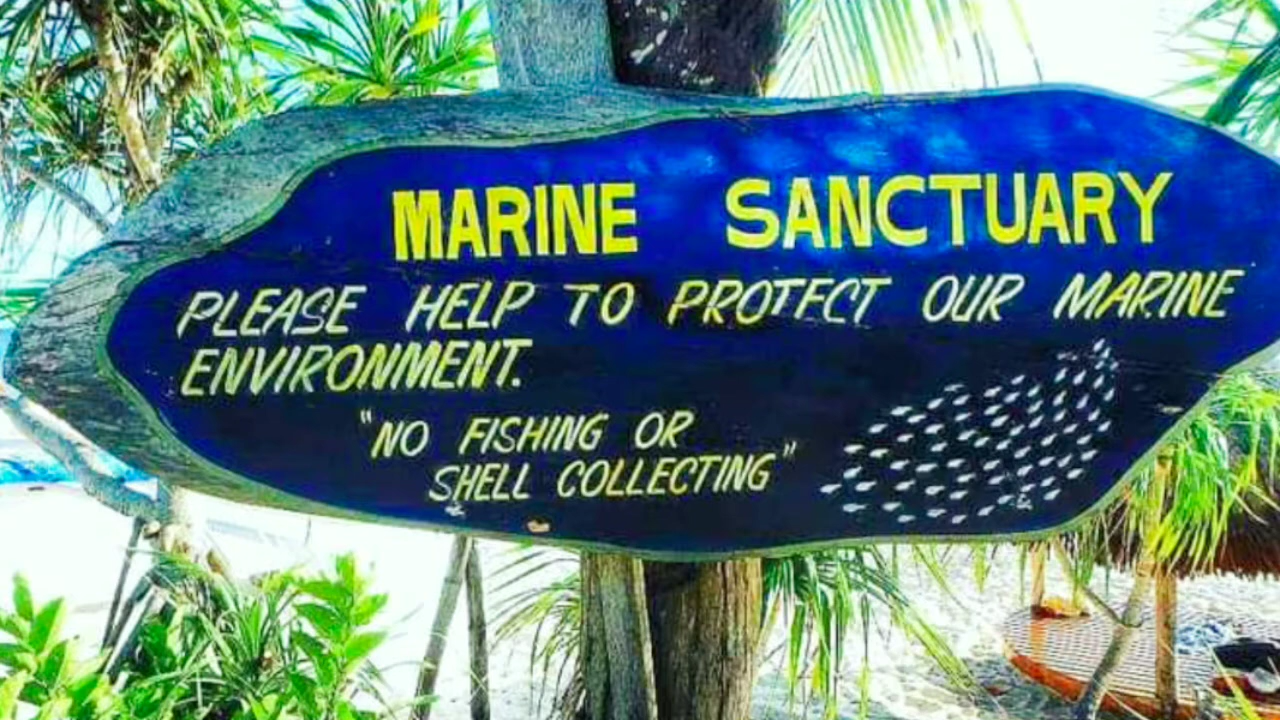 MARINE SANCTUARY
PLEASE HELP TO PROTECT OUR MARINE
ENVIRONMENT.
"NO FISHING OR
SHELL COLLECTING"